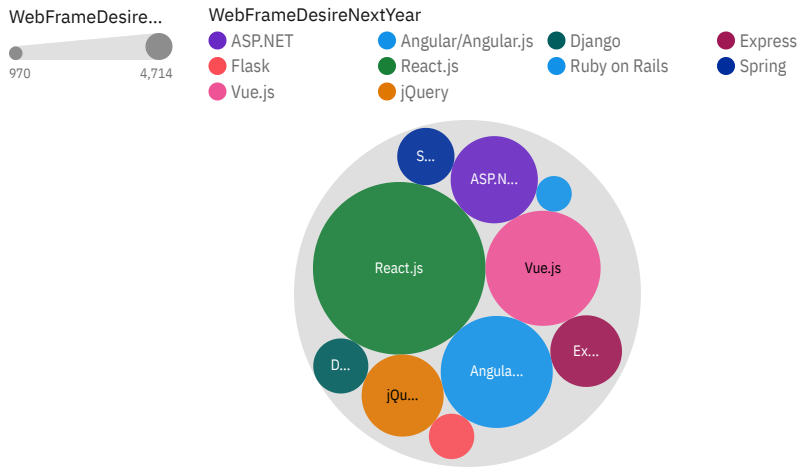 WebFrameDesire...
970
4,714
WebFrameDesireNextYear
ASP.NET
Angular/Angular.js
Django
Express
Flask
React.js
Ruby on Rails
Spring
Vue.js
jQuery
S...
ASP.N...
React.js
Vue.js
D...
jQu...
Angula...
Ex...